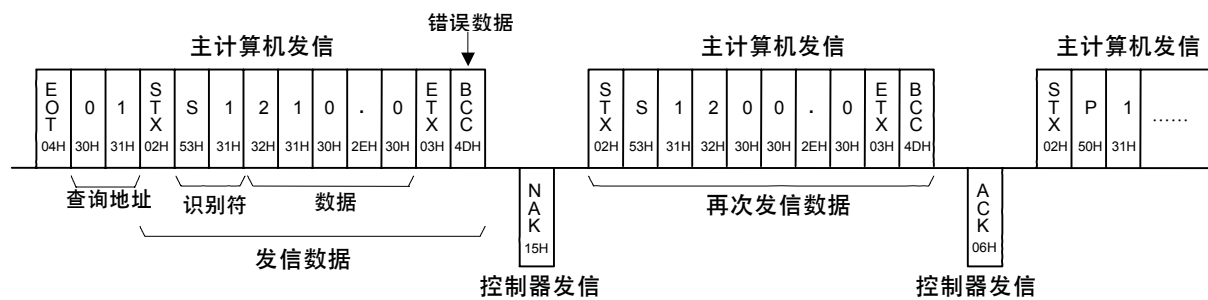 错误数据
主计算机发信 主计算机发信 主计算机发信
EOT 0 1 STX S 1 2 1 0 . 0 ETX BCC STX S 1 2 0 0 . 0 ETX BCC STX P 1 ……
04H 30H 31H 02H 53H 31H 32H 31H 30H 2EH 30H 03H 4DH 02H 53H 31H 32H 30H 30H 2EH 30H 03H 4DH 02H 50H 31H
查询地址 识别符 数据 NAK 再次发信数据 ACK
发信数据 15H 06H
控制器发信 控制器发信